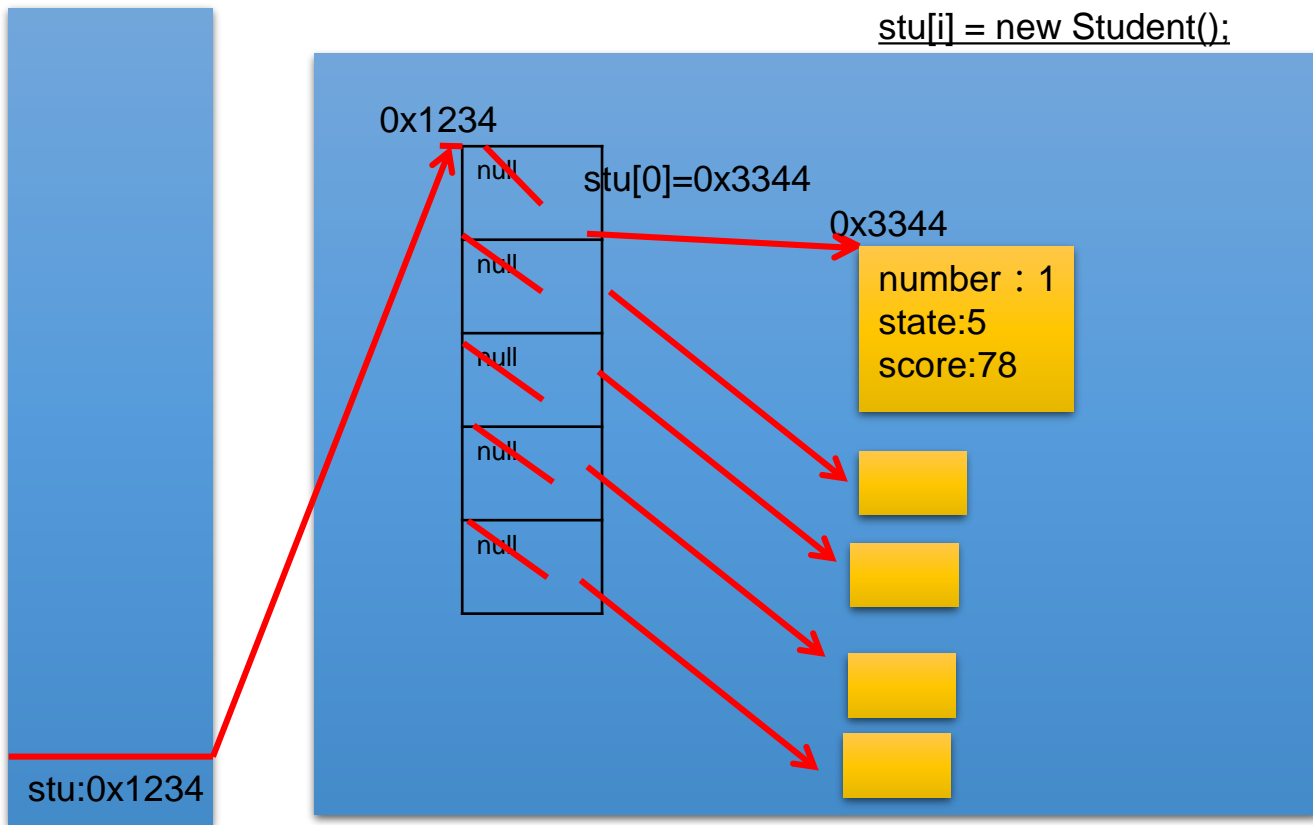 stu[i] = new Student();
0x1234
null
stu[0]=0x3344
0x3344
number：1
state:5
score:78
null
null
null
null
stu:0x1234